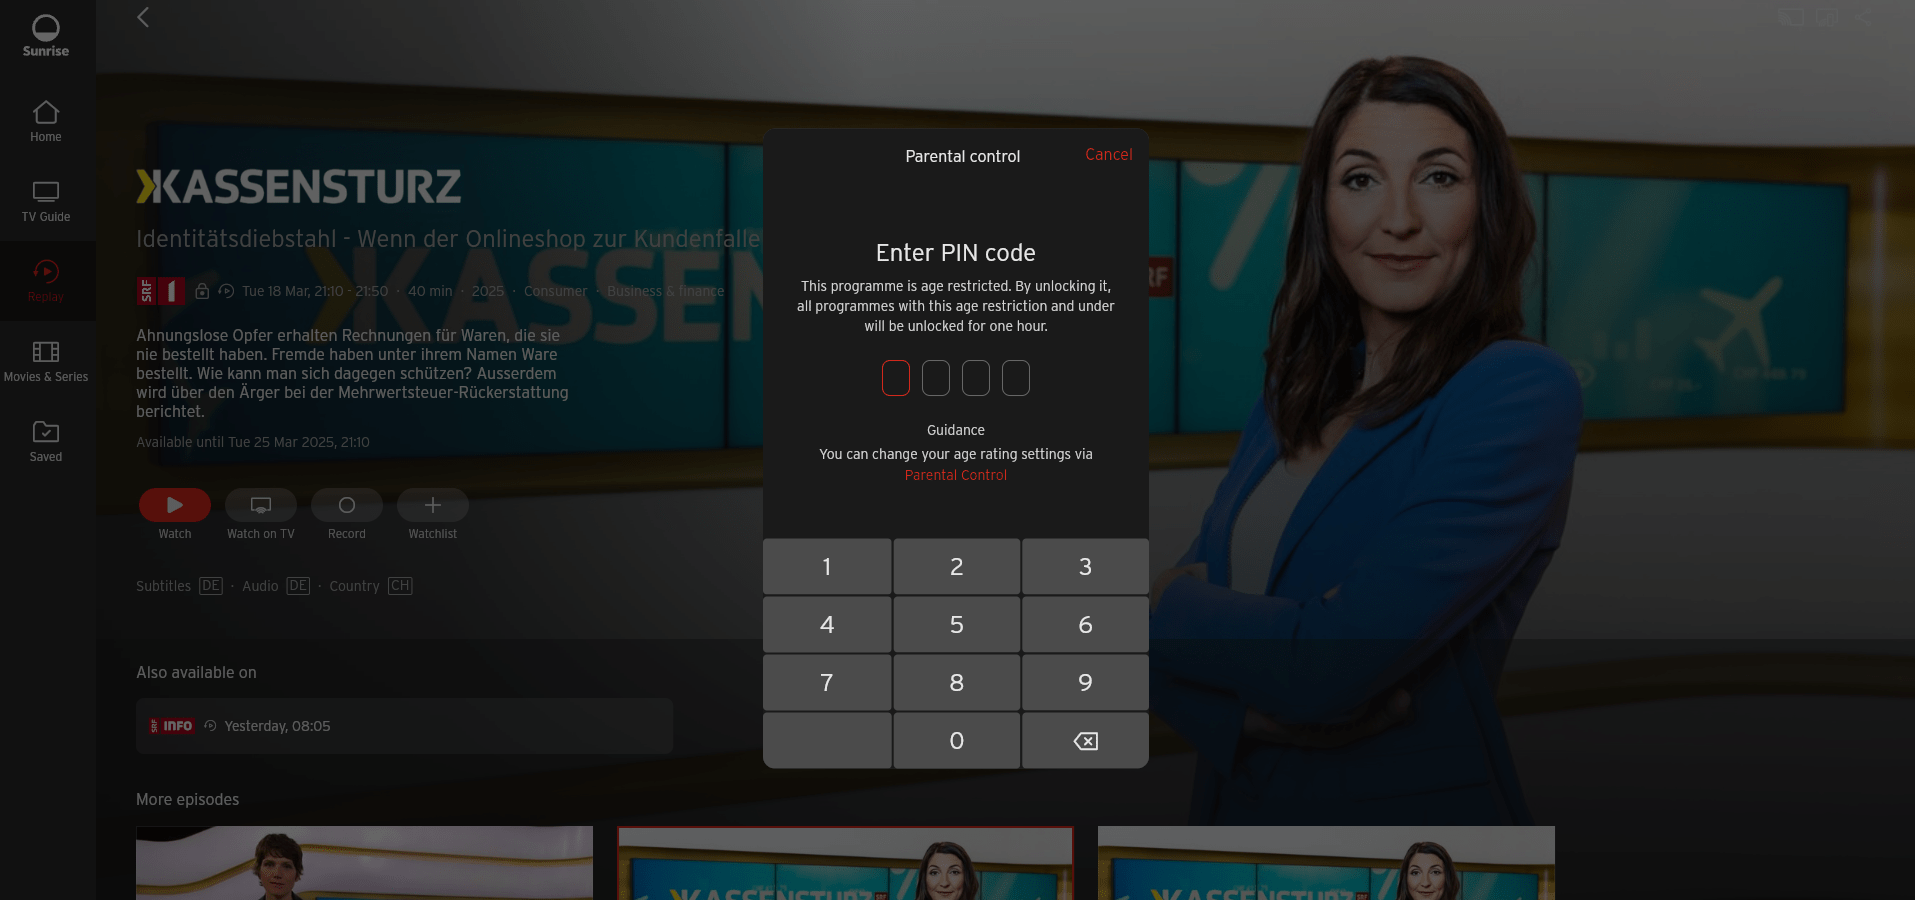 Sunrise
Home
TV Guide
Replay
Movies & Series
Saved
KASSENSTURZ
Identitätsdiebstahl - Wenn der Onlineshop zur Kundenfalle
SRF 1 Tue 18 Mar, 21:10 - 21:50 · 40 min · 2025 · Consumer · Business & finance
Ahnungslose Opfer erhalten Rechnungen für Waren, die sie
nie bestellt haben. Fremde haben unter ihrem Namen Ware
bestellt. Wie kann man sich dagegen schützen? Ausserdem
wird über den Ärger bei der Mehrwertsteuer-Rückerstattung
berichtet.
Available until Tue 25 Mar 2025, 21:10
Watch
Watch on TV
Record
Watchlist
Subtitles DE · Audio DE · Country CH
Also available on
SRF INFO Yesterday, 08:05
More episodes
Parental control
Cancel
Enter PIN code
This programme is age restricted. By unlocking it,
all programmes with this age restriction and under
will be unlocked for one hour.
Guidance
You can change your age rating settings via
Parental Control
1 2 3
4 5 6
7 8 9
0
KASSEN
SRF
KASSENSTURZ
KASSENSTURZ